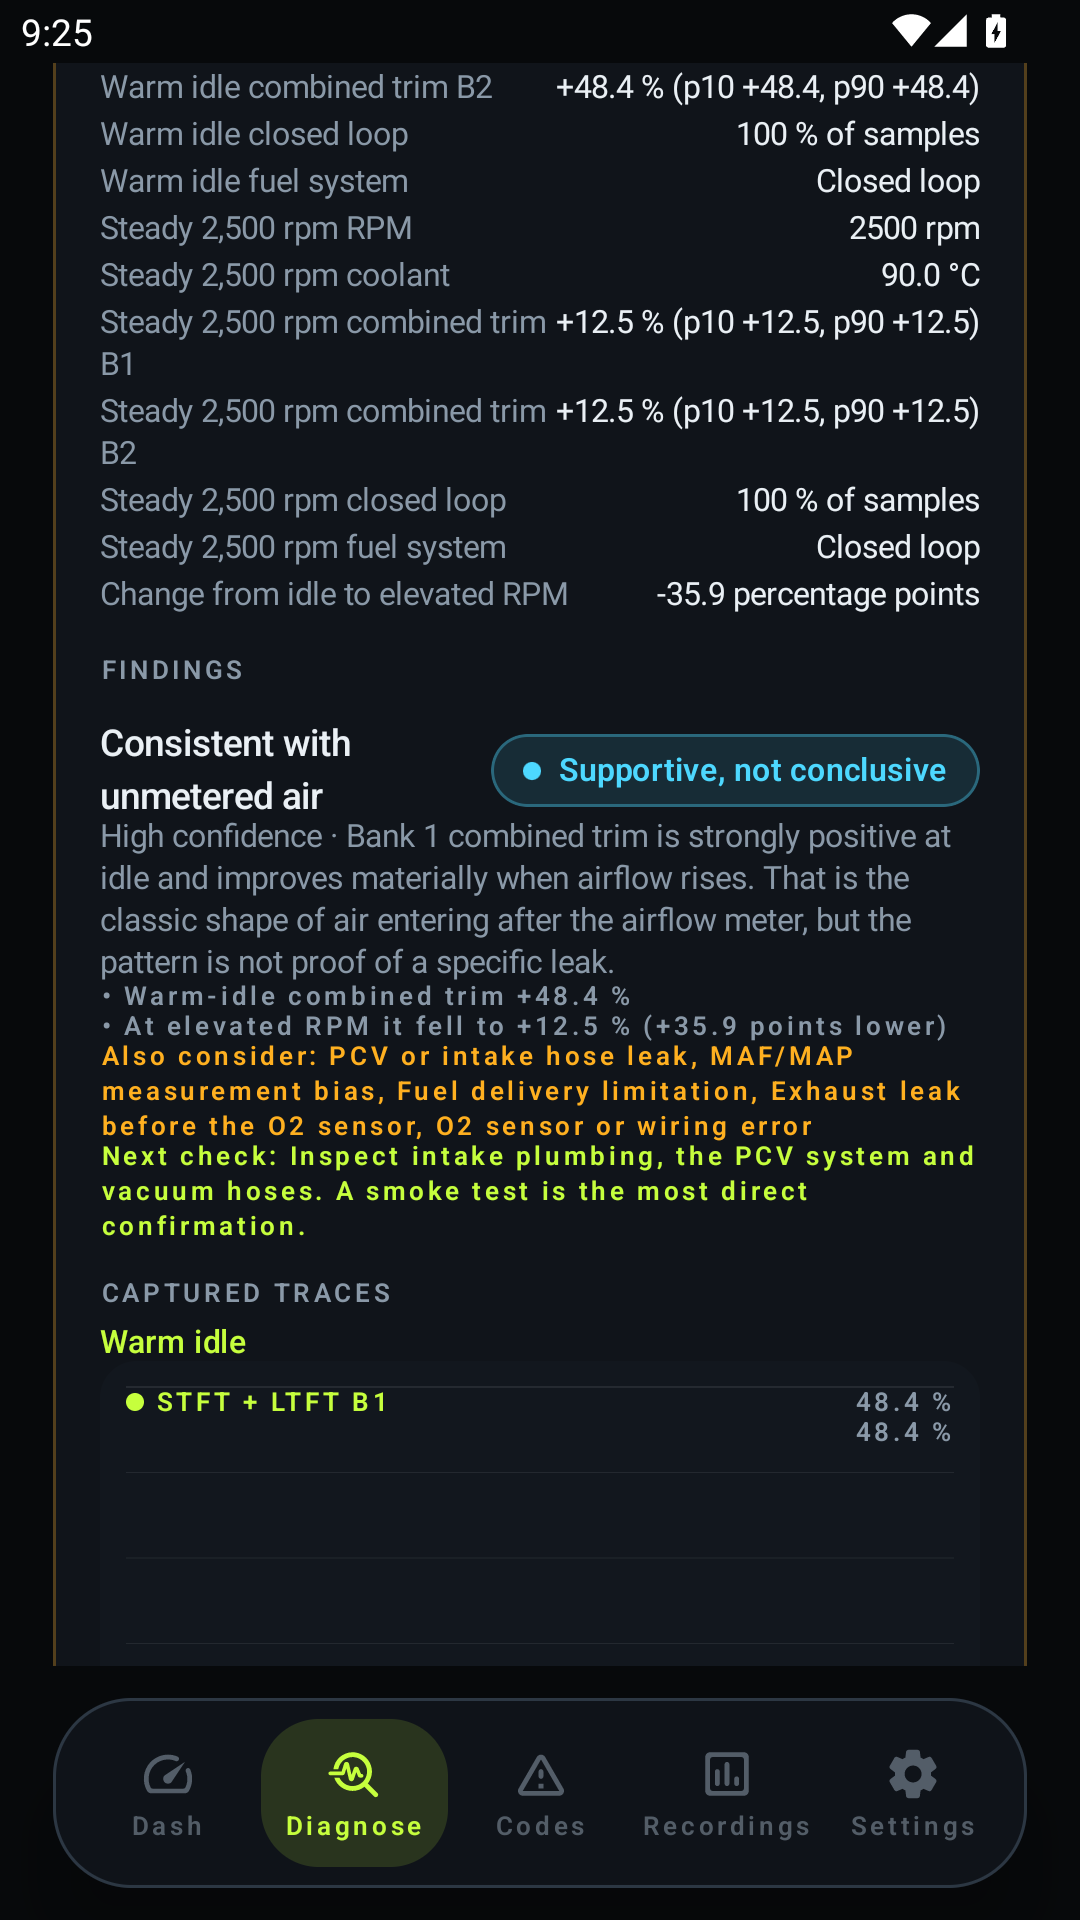 9:25
Warm idle combined trim B2 +48.4 % (p10 +48.4, p90 +48.4)
Warm idle closed loop 100 % of samples
Warm idle fuel system Closed loop
Steady 2,500 rpm RPM 2500 rpm
Steady 2,500 rpm coolant 90.0 °C
Steady 2,500 rpm combined trim +12.5 % (p10 +12.5, p90 +12.5)
B1
Steady 2,500 rpm combined trim +12.5 % (p10 +12.5, p90 +12.5)
B2
Steady 2,500 rpm closed loop 100 % of samples
Steady 2,500 rpm fuel system Closed loop
Change from idle to elevated RPM -35.9 percentage points
FINDINGS
Consistent with
unmetered air
Supportive, not conclusive
High confidence · Bank 1 combined trim is strongly positive at
idle and improves materially when airflow rises. That is the
classic shape of air entering after the airflow meter, but the
pattern is not proof of a specific leak.
• Warm-idle combined trim +48.4 %
• At elevated RPM it fell to +12.5 % (+35.9 points lower)
Also consider: PCV or intake hose leak, MAF/MAP
measurement bias, Fuel delivery limitation, Exhaust leak
before the O2 sensor, O2 sensor or wiring error
Next check: Inspect intake plumbing, the PCV system and
vacuum hoses. A smoke test is the most direct
confirmation.
CAPTURED TRACES
Warm idle
STFT + LTFT B1 48.4 %
48.4 %
Dash Diagnose Codes Recordings Settings